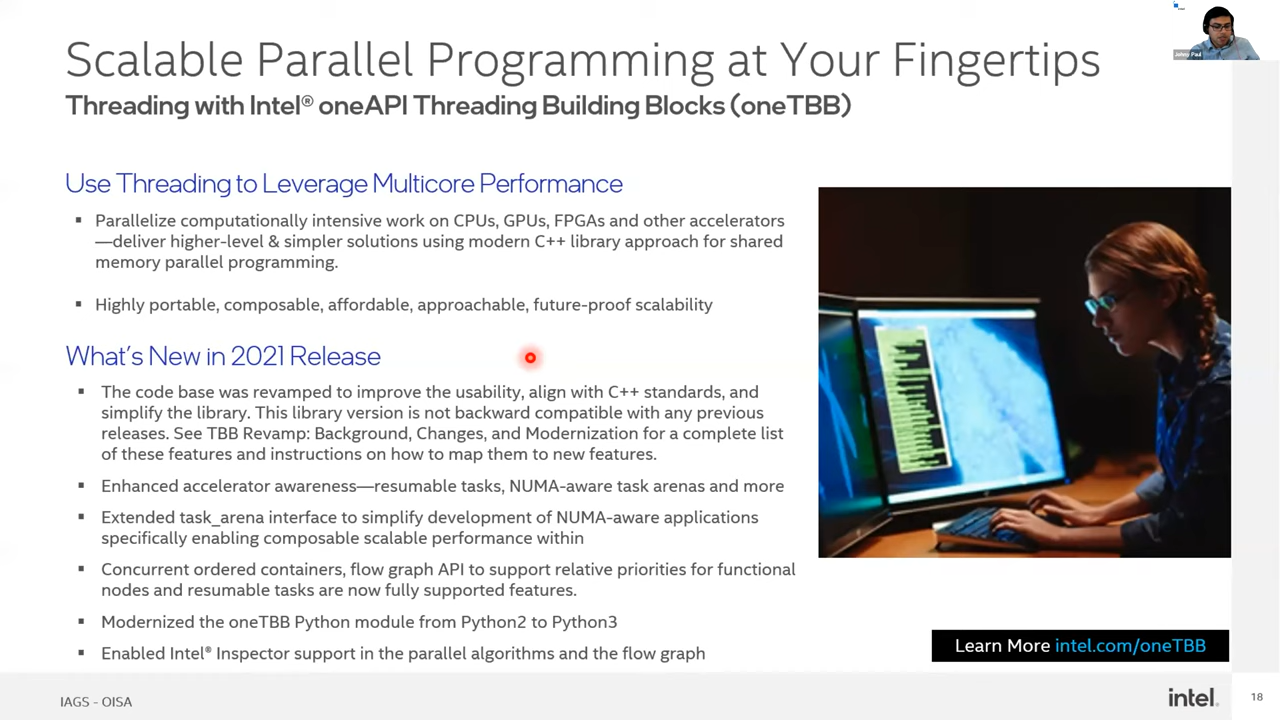 Scalable Parallel Programming at Your Fingertips
Threading with Intel® oneAPI Threading Building Blocks (oneTBB)
Johny Paul
Use Threading to Leverage Multicore Performance
▪ Parallelize computationally intensive work on CPUs, GPUs, FPGAs and other accelerators
—deliver higher-level & simpler solutions using modern C++ library approach for shared
memory parallel programming.
▪ Highly portable, composable, affordable, approachable, future-proof scalability
What's New in 2021 Release
▪ The code base was revamped to improve the usability, align with C++ standards, and
simplify the library. This library version is not backward compatible with any previous
releases. See TBB Revamp: Background, Changes, and Modernization for a complete list
of these features and instructions on how to map them to new features.
▪ Enhanced accelerator awareness—resumable tasks, NUMA-aware task arenas and more
▪ Extended task_arena interface to simplify development of NUMA-aware applications
specifically enabling composable scalable performance within
▪ Concurrent ordered containers, flow graph API to support relative priorities for functional
nodes and resumable tasks are now fully supported features.
▪ Modernized the oneTBB Python module from Python2 to Python3
▪ Enabled Intel® Inspector support in the parallel algorithms and the flow graph
Learn More intel.com/oneTBB
IAGS - OISA
intel.
18